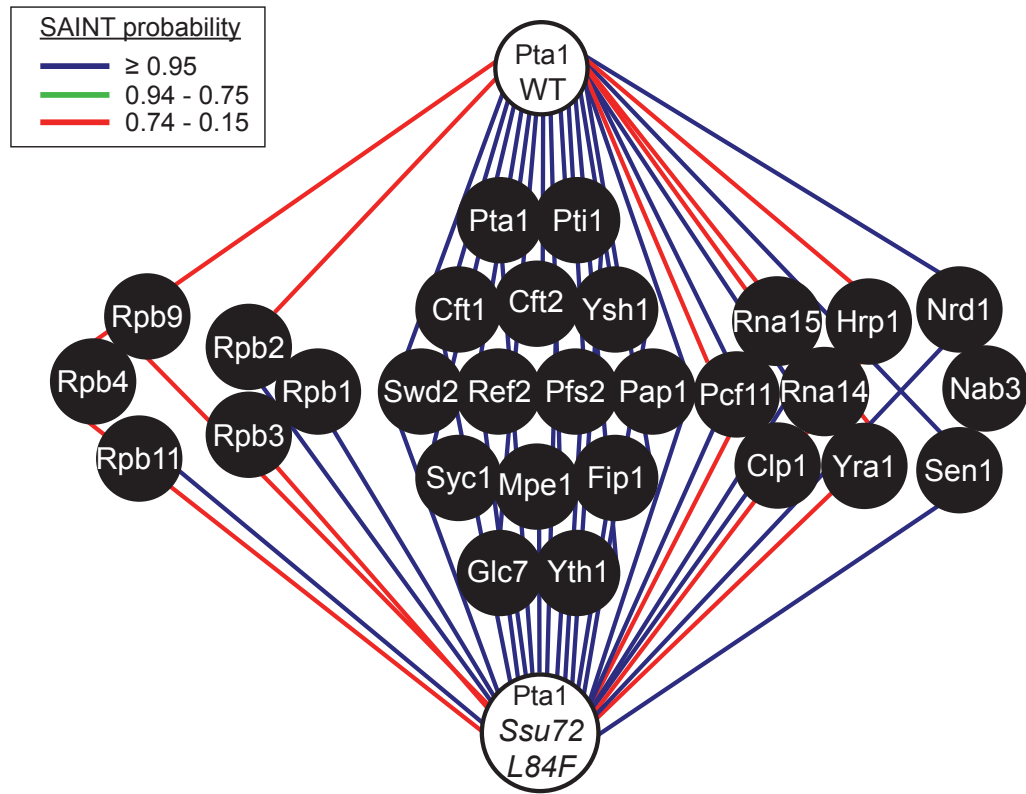 SAINT probability
≥ 0.95
0.94 - 0.75
0.74 - 0.15
Pta1
WT
Pta1
Pti1
Cft1
Cft2
Ysh1
Rpb9
Rpb2
Rpb4
Rpb1
Rpb3
Rpb11
Swd2
Ref2
Pfs2
Pap1
Syc1
Mpe1
Fip1
Glc7
Yth1
Rna15
Hrp1
Nrd1
Pcf11
Rna14
Nab3
Clp1
Yra1
Sen1
Pta1
Ssu72
L84F